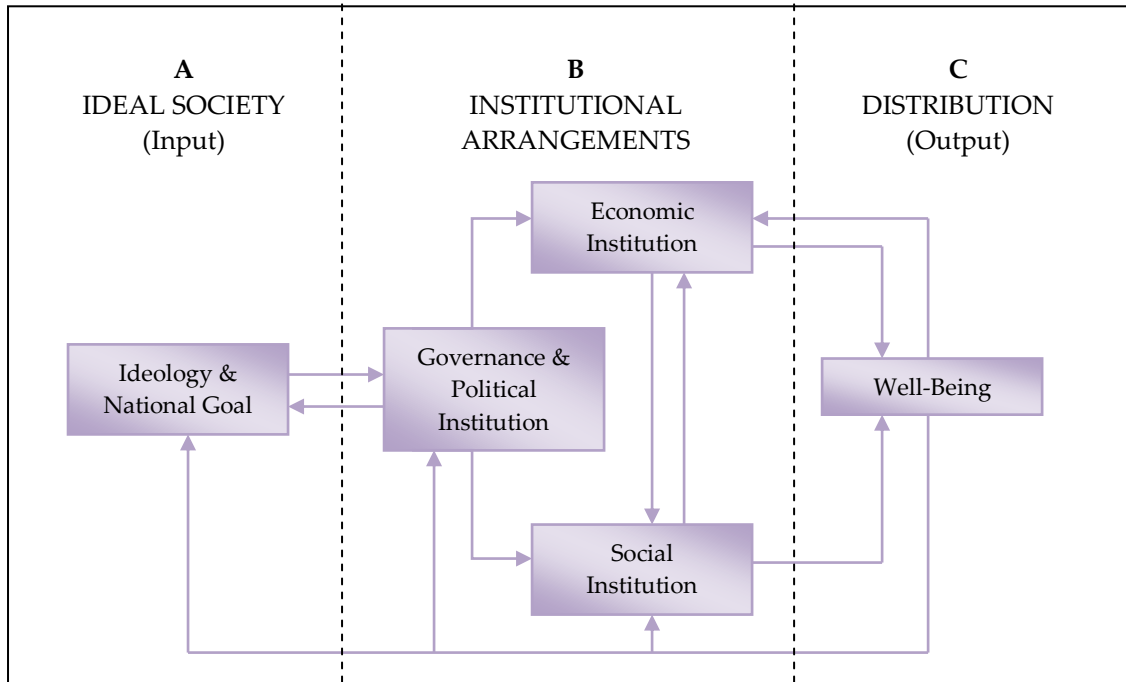 A
IDEAL SOCIETY
(Input)
B
INSTITUTIONAL
ARRANGEMENTS
C
DISTRIBUTION
(Output)
Economic
Institution
Ideology &
National Goal
Governance &
Political
Institution
Well-Being
Social
Institution